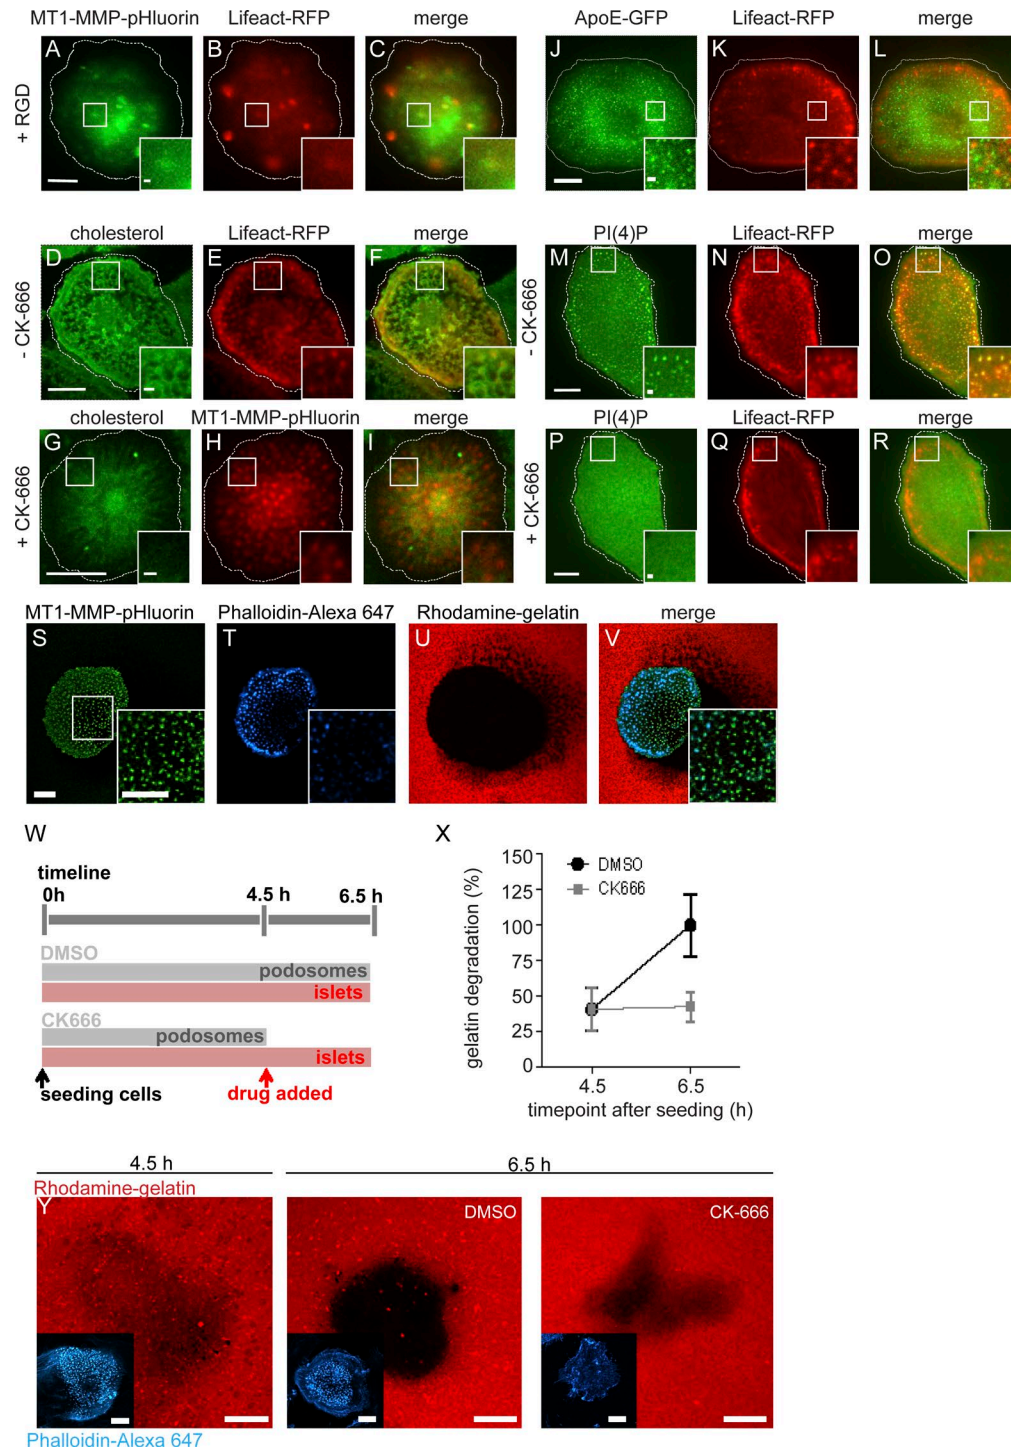 MT1-MMP-pHluorin Lifeact-RFP merge ApoE-GFP Lifeact-RFP merge
+ RGD
A B C J K L
cholesterol Lifeact-RFP merge PI(4)P Lifeact-RFP merge
- CK-666
D E F
- CK-666
M N O
cholesterol MT1-MMP-pHluorin merge PI(4)P Lifeact-RFP merge
+ CK-666
G H I
+ CK-666
P Q R
MT1-MMP-pHluorin Phalloidin-Alexa 647 Rhodamine-gelatin merge
S T U V
W
timeline
0h 4.5 h 6.5 h
DMSO
podosomes
islets
CK666
podosomes
islets
seeding cells drug added
X
gelatin degradation (%)
150
125
100
75
50
25
0
DMSO
CK666
4.5 6.5
timepoint after seeding (h)
4.5 h 6.5 h
Rhodamine-gelatin
Y DMSO CK-666
Phalloidin-Alexa 647